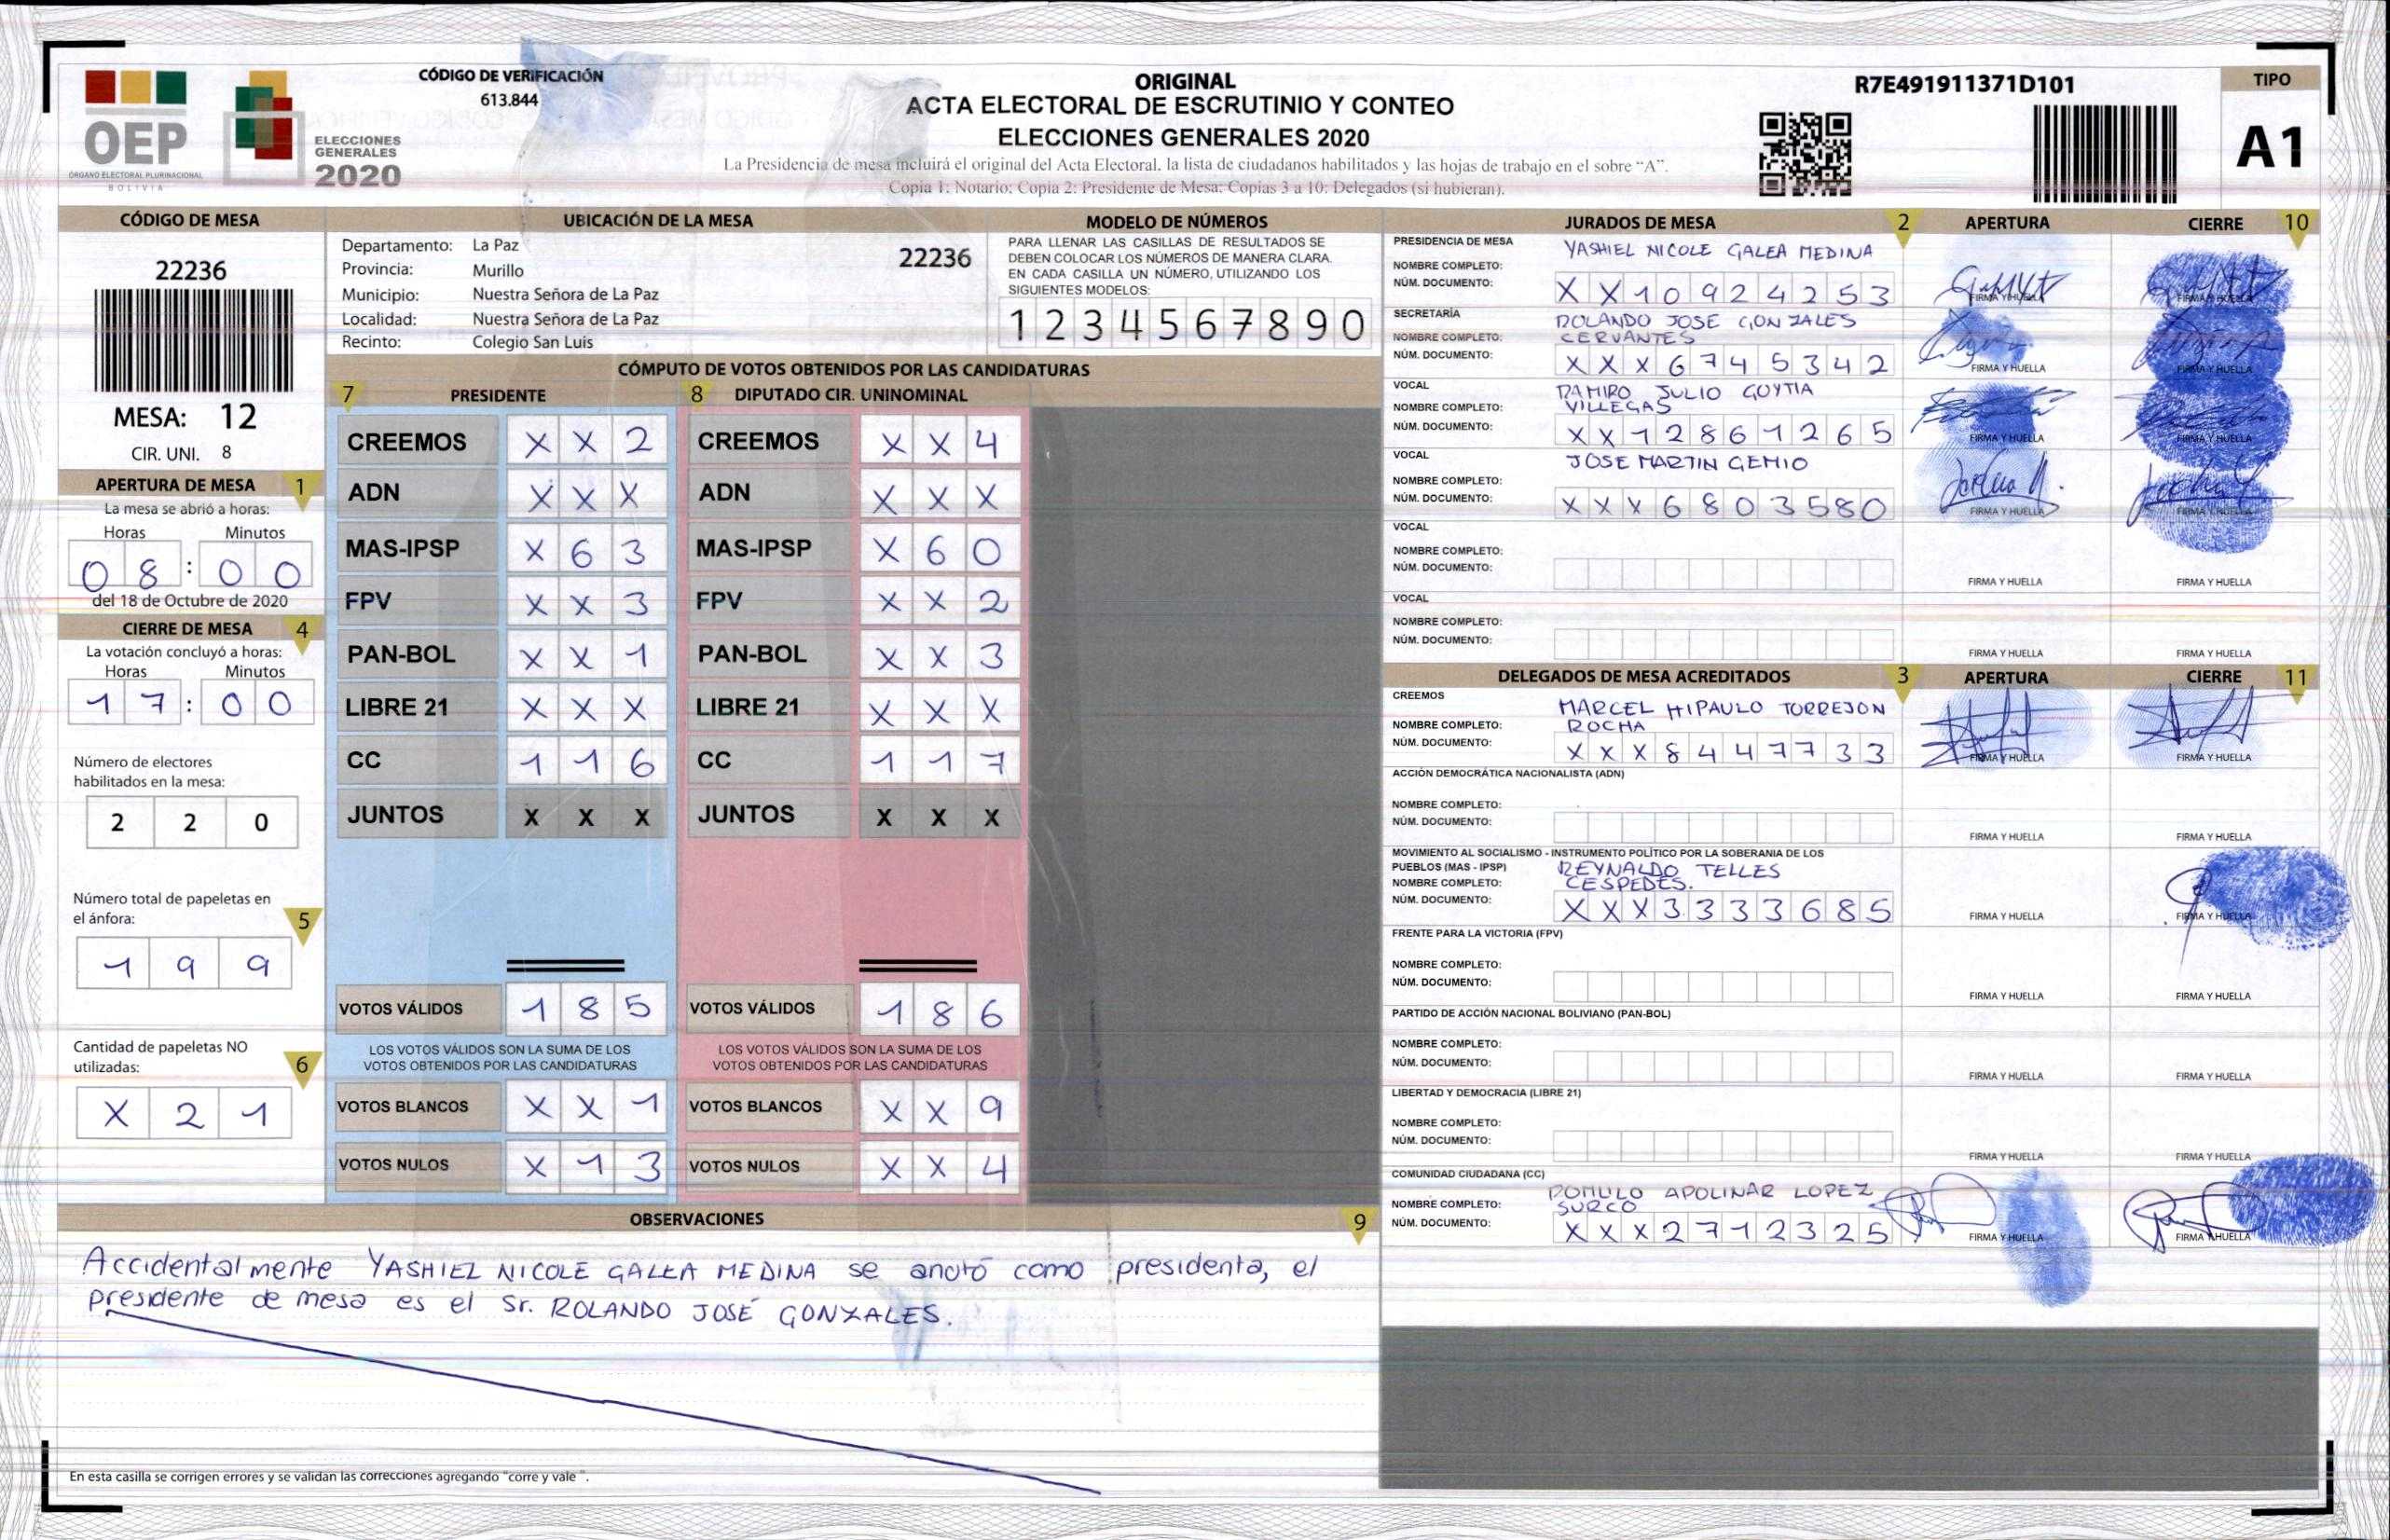 OEP
ÓRGANO ELECTORAL PLURINACIONAL
BOLIVIA
ELECCIONES
GENERALES
2020
CÓDIGO DE VERIFICACIÓN
613.844
ORIGINAL
ACTA ELECTORAL DE ESCRUTINIO Y CONTEO
ELECCIONES GENERALES 2020
La Presidencia de mesa incluirá el original del Acta Electoral, la lista de ciudadanos habilitados y las hojas de trabajo en el sobre "A".
Copia 1: Notario; Copia 2: Presidente de Mesa; Copias 3 a 10: Delegados (si hubieran).
R7E491911371D101
TIPO
A1
CÓDIGO DE MESA
22236
MESA: 12
CIR. UNI. 8
APERTURA DE MESA 1
La mesa se abrió a horas:
Horas Minutos
08:00
del 18 de Octubre de 2020
CIERRE DE MESA 4
La votación concluyó a horas:
Horas Minutos
17:00
Número de electores
habilitados en la mesa:
2 2 0
Número total de papeletas en
el ánfora: 5
1 9 9
Cantidad de papeletas NO
utilizadas: 6
X 2 1
UBICACIÓN DE LA MESA
Departamento: La Paz
22236
Provincia: Murillo
Municipio: Nuestra Señora de La Paz
Localidad: Nuestra Señora de La Paz
Recinto: Colegio San Luis
MODELO DE NÚMEROS
PARA LLENAR LAS CASILLAS DE RESULTADOS SE
DEBEN COLOCAR LOS NÚMEROS DE MANERA CLARA.
EN CADA CASILLA UN NÚMERO, UTILIZANDO LOS
SIGUIENTES MODELOS:
1 2 3 4 5 6 7 8 9 0
CÓMPUTO DE VOTOS OBTENIDOS POR LAS CANDIDATURAS
7 PRESIDENTE
CREEMOS X X 2
ADN X X X
MAS-IPSP X 6 3
FPV X X 3
PAN-BOL X X 1
LIBRE 21 X X X
CC 1 1 6
JUNTOS X X X
VOTOS VÁLIDOS 1 8 5
LOS VOTOS VÁLIDOS SON LA SUMA DE LOS
VOTOS OBTENIDOS POR LAS CANDIDATURAS
VOTOS BLANCOS X X 1
VOTOS NULOS X 1 3
8 DIPUTADO CIR. UNINOMINAL
CREEMOS X X 4
ADN X X X
MAS-IPSP X 6 0
FPV X X 2
PAN-BOL X X 3
LIBRE 21 X X X
CC 1 1 7
JUNTOS X X X
VOTOS VÁLIDOS 1 8 6
LOS VOTOS VÁLIDOS SON LA SUMA DE LOS
VOTOS OBTENIDOS POR LAS CANDIDATURAS
VOTOS BLANCOS X X 9
VOTOS NULOS X X 4
OBSERVACIONES 9
Accidentalmente YASHIEL NICOLE GALEA MEDINA se anotó como presidenta, el
presidente de mesa es el Sr. ROLANDO JOSÉ GONZALES.
En esta casilla se corrigen errores y se validan las correcciones agregando "corre y vale".
JURADOS DE MESA 2 APERTURA CIERRE 10
PRESIDENCIA DE MESA
NOMBRE COMPLETO: YASHIEL NICOLE GALEA MEDINA
NÚM. DOCUMENTO: X X 1 0 9 2 4 2 5 3
FIRMA Y HUELLA FIRMA Y HUELLA
SECRETARÍA
NOMBRE COMPLETO: ROLANDO JOSE GONZALES
CERVANTES
NÚM. DOCUMENTO: X X X 6 7 4 5 3 4 2
FIRMA Y HUELLA FIRMA Y HUELLA
VOCAL
NOMBRE COMPLETO: RAMIRO JULIO GOYTIA
VILLEGAS
NÚM. DOCUMENTO: X X 1 2 8 6 1 2 6 5
FIRMA Y HUELLA FIRMA Y HUELLA
VOCAL
JOSE MARTIN GEMIO
NOMBRE COMPLETO:
NÚM. DOCUMENTO: X X X 6 8 0 3 5 8 0
FIRMA Y HUELLA FIRMA Y HUELLA
VOCAL
NOMBRE COMPLETO:
NÚM. DOCUMENTO:
FIRMA Y HUELLA FIRMA Y HUELLA
VOCAL
NOMBRE COMPLETO:
NÚM. DOCUMENTO:
FIRMA Y HUELLA FIRMA Y HUELLA
DELEGADOS DE MESA ACREDITADOS 3 APERTURA CIERRE 11
CREEMOS
MARCEL HIPAULO TORREJON
NOMBRE COMPLETO: ROCHA
NÚM. DOCUMENTO: X X X 8 4 4 7 7 3 3
FIRMA Y HUELLA FIRMA Y HUELLA
ACCIÓN DEMOCRÁTICA NACIONALISTA (ADN)
NOMBRE COMPLETO:
NÚM. DOCUMENTO:
FIRMA Y HUELLA FIRMA Y HUELLA
MOVIMIENTO AL SOCIALISMO - INSTRUMENTO POLÍTICO POR LA SOBERANIA DE LOS
PUEBLOS (MAS - IPSP) REYNALDO TELLES
NOMBRE COMPLETO: CESPEDES.
NÚM. DOCUMENTO: X X X 3 3 3 3 6 8 5
FIRMA Y HUELLA FIRMA Y HUELLA
FRENTE PARA LA VICTORIA (FPV)
NOMBRE COMPLETO:
NÚM. DOCUMENTO:
FIRMA Y HUELLA FIRMA Y HUELLA
PARTIDO DE ACCIÓN NACIONAL BOLIVIANO (PAN-BOL)
NOMBRE COMPLETO:
NÚM. DOCUMENTO:
FIRMA Y HUELLA FIRMA Y HUELLA
LIBERTAD Y DEMOCRACIA (LIBRE 21)
NOMBRE COMPLETO:
NÚM. DOCUMENTO:
FIRMA Y HUELLA FIRMA Y HUELLA
COMUNIDAD CIUDADANA (CC)
ROMULO APOLINAR LOPEZ
NOMBRE COMPLETO: SURCO
NÚM. DOCUMENTO: X X X 2 7 1 2 3 2 5
FIRMA Y HUELLA FIRMA Y HUELLA